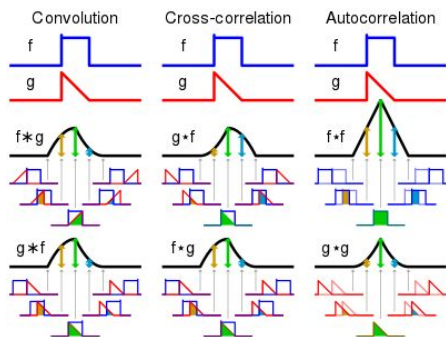 Convolution Cross-correlation Autocorrelation
f f f
g g g
f∗g g⋆f f⋆f
g∗f f⋆g g⋆g